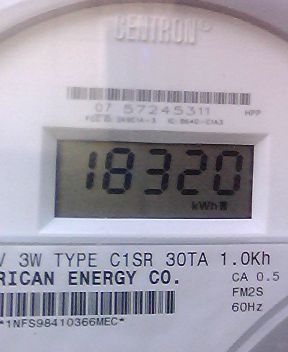 CENTRON®
07 57245311 HPP
18320
kWh
V 3W TYPE C1SR 30TA 1.0Kh
RICAN ENERGY CO. CA 0.5
FM2S
60Hz
*1NFS98410366MEC*